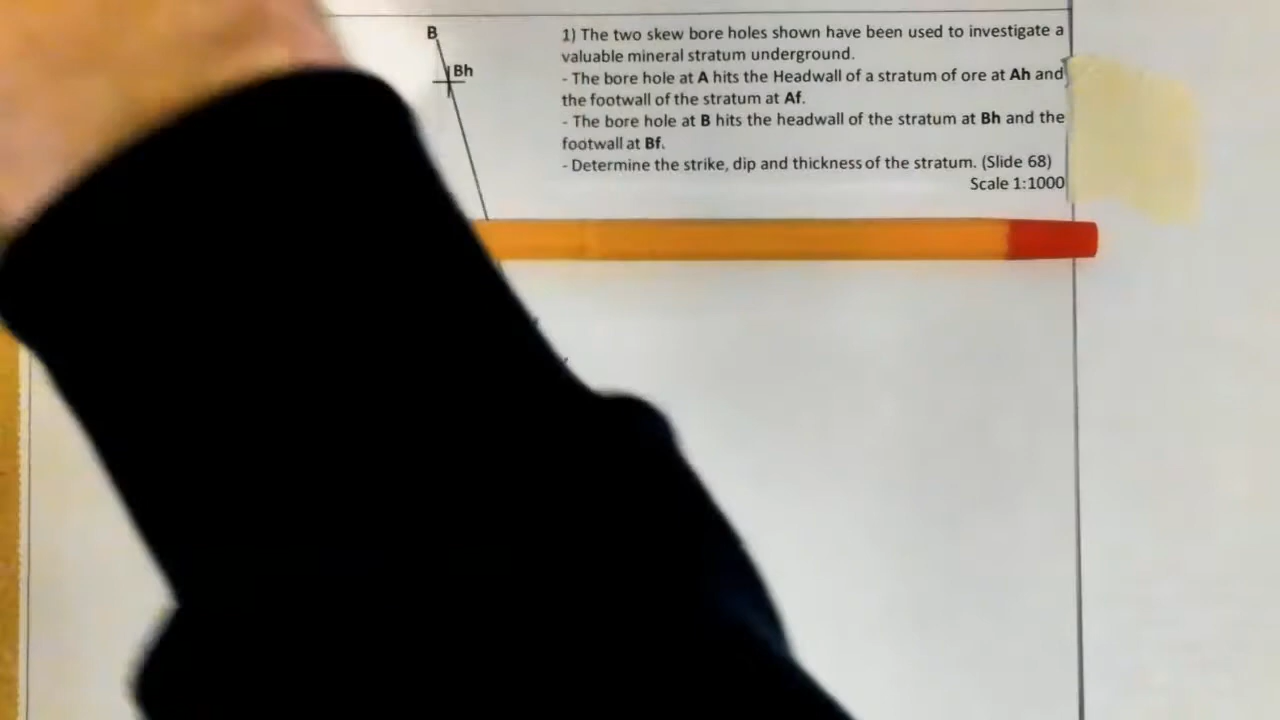 B
Bh
1) The two skew bore holes shown have been used to investigate a
valuable mineral stratum underground.
- The bore hole at A hits the Headwall of a stratum of ore at Ah and
the footwall of the stratum at Af.
- The bore hole at B hits the headwall of the stratum at Bh and the
footwall at Bf.
- Determine the strike, dip and thickness of the stratum. (Slide 68)
Scale 1:1000